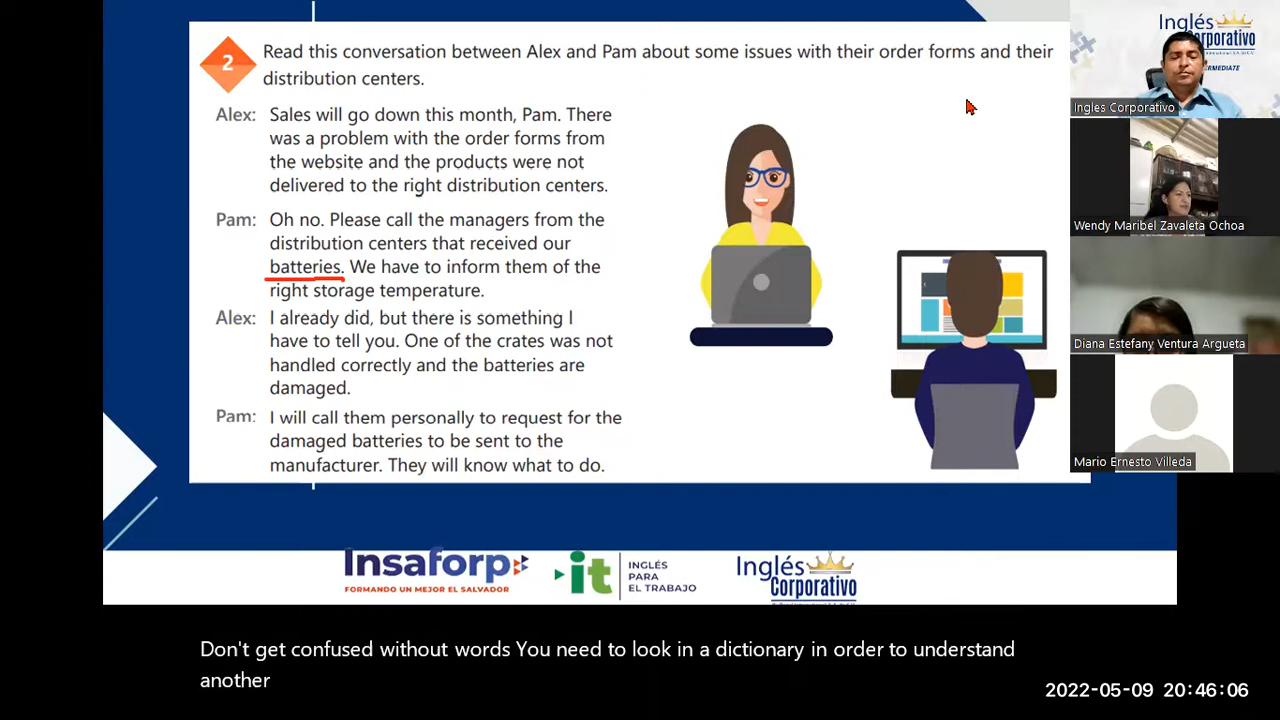 2
Read this conversation between Alex and Pam about some issues with their order forms and their
distribution centers.
Alex: Sales will go down this month, Pam. There
was a problem with the order forms from
the website and the products were not
delivered to the right distribution centers.
Pam: Oh no. Please call the managers from the
distribution centers that received our
batteries. We have to inform them of the
right storage temperature.
Alex: I already did, but there is something I
have to tell you. One of the crates was not
handled correctly and the batteries are
damaged.
Pam: I will call them personally to request for the
damaged batteries to be sent to the
manufacturer. They will know what to do.
Inglés
Corporativo
Ingles Corporativo
Wendy Maribel Zavaleta Ochoa
Diana Estefany Ventura Argueta
Mario Ernesto Villeda
Insaforp
FORMANDO UN MEJOR EL SALVADOR
it
INGLÉS
PARA
EL TRABAJO
Inglés
Corporativo
Don't get confused without words You need to look in a dictionary in order to understand
another
2022-05-09 20:46:06